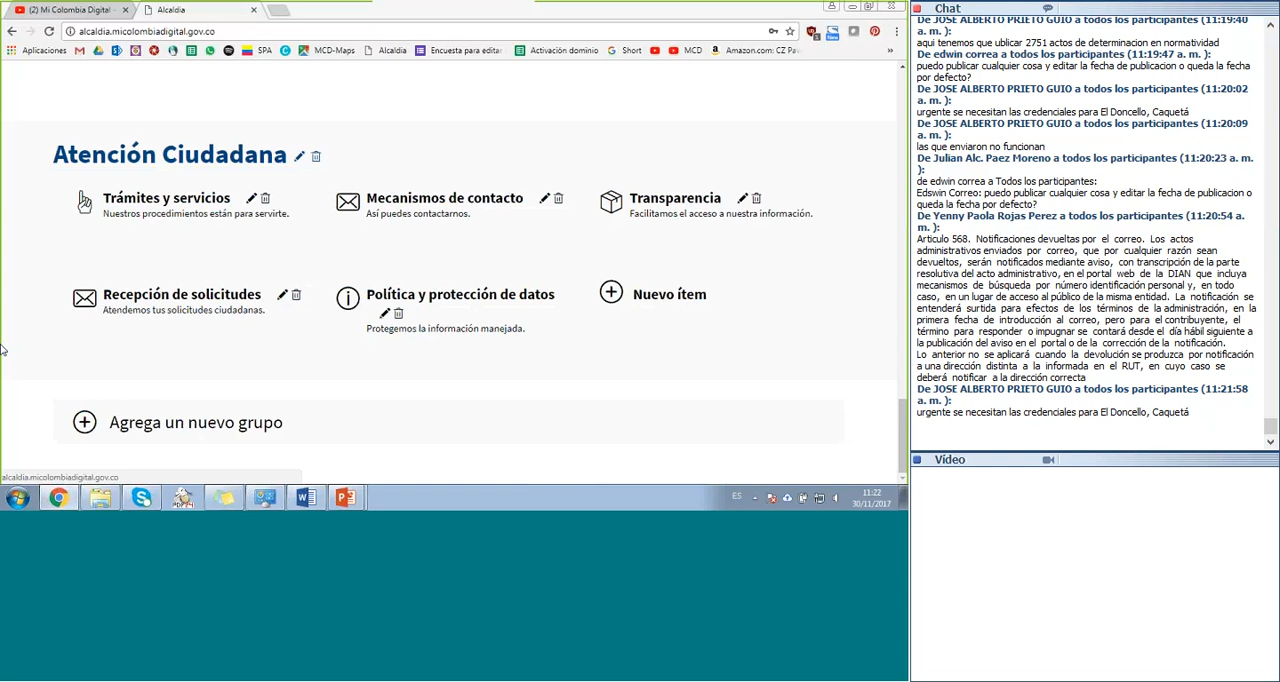 (2) Mi Colombia Digital -
Alcaldia
alcaldia.micolombiadigital.gov.co
Aplicaciones
SPA
MCD-Maps
Alcaldia
Encuesta para editar
Activación dominio
Short
MCD
Amazon.com: CZ
»
Atención Ciudadana
Trámites y servicios
Nuestros procedimientos están para servirte.
Mecanismos de contacto
Así puedes contactarnos.
Transparencia
Facilitamos el acceso a nuestra información.
Recepción de solicitudes
Atendemos tus solicitudes ciudadanas.
Política y protección de datos
Protegemos la información manejada.
Nuevo ítem
Agrega un nuevo grupo
alcaldia.micolombiadigital.gov.co
ES
11:22
30/11/2017
Chat
De JOSE ALBERTO PRIETO GUIO a todos los participantes (11:19:40
a. m. ):
aqui tenemos que ublicar 2751 actos de determinacion en normatividad
De edwin correa a todos los participantes (11:19:47 a. m. ):
puedo publicar cualquier cosa y editar la fecha de publicacion o queda la fecha
por defecto?
De JOSE ALBERTO PRIETO GUIO a todos los participantes (11:20:02
a. m. ):
urgente se necesitan las credenciales para El Doncello, Caquetá
De JOSE ALBERTO PRIETO GUIO a todos los participantes (11:20:09
a. m. ):
las que enviaron no funcionan
De Julian Alc. Paez Moreno a todos los participantes (11:20:23 a. m.
):
de edwin correa a Todos los participantes:
Edswin Correo: puedo publicar cualquier cosa y editar la fecha de publicacion o
queda la fecha por defecto?
De Yenny Paola Rojas Perez a todos los participantes (11:20:54 a.
m. ):
Articulo 568. Notificaciones devueltas por el correo. Los actos
administrativos enviados por correo, que por cualquier razón sean
devueltos, serán notificados mediante aviso, con transcripción de la parte
resolutiva del acto administrativo, en el portal web de la DIAN que incluya
mecanismos de búsqueda por número identificación personal y, en todo
caso, en un lugar de acceso al público de la misma entidad. La notificación se
entenderá surtida para efectos de los términos de la administración, en la
primera fecha de introducción al correo, pero para el contribuyente, el
término para responder o impugnar se contará desde el día hábil siguiente a
la publicación del aviso en el portal o de la corrección de la notificación.
Lo anterior no se aplicará cuando la devolución se produzca por notificación
a una dirección distinta a la informada en el RUT, en cuyo caso se
deberá notificar a la dirección correcta
De JOSE ALBERTO PRIETO GUIO a todos los participantes (11:21:58
a. m. ):
urgente se necesitan las credenciales para El Doncello, Caquetá
Vídeo